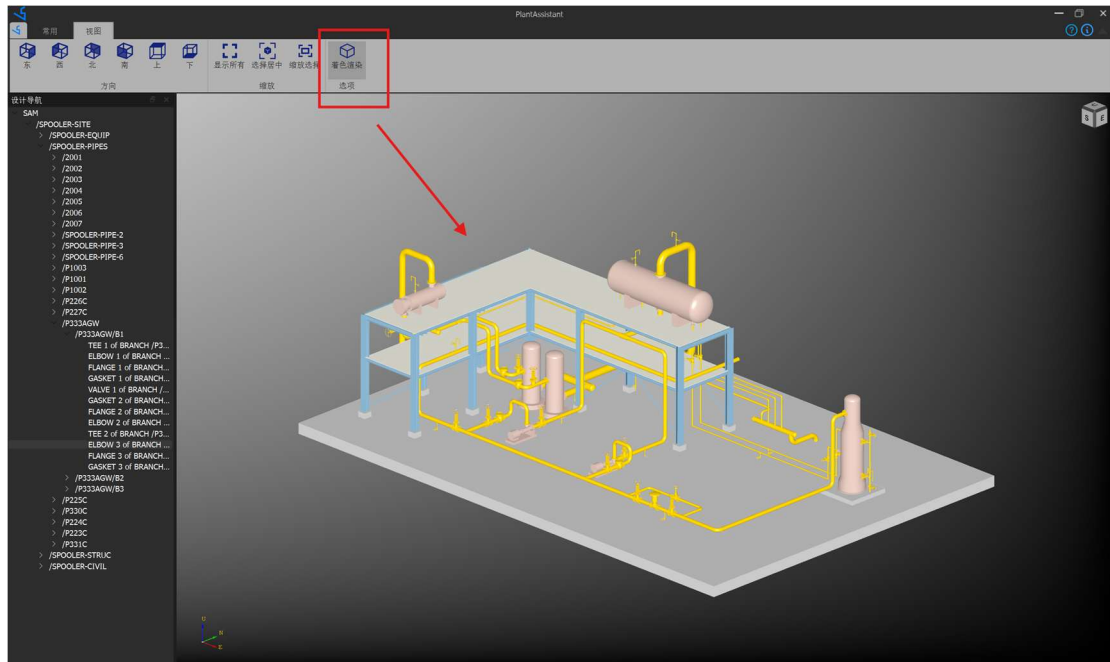 PlantAssistant
常用 视图
东 西 北 南 上 下 显示所有 选择居中 缩放选择 着色渲染
方向 缩放 选项
设计导航
SAM
/SPOOLER-SITE
/SPOOLER-EQUIP
/SPOOLER-PIPES
/2001
/2002
/2003
/2004
/2005
/2006
/2007
/SPOOLER-PIPE-2
/SPOOLER-PIPE-3
/SPOOLER-PIPE-6
/P1003
/P1001
/P1002
/P226C
/P227C
/P333AGW
/P333AGW/B1
TEE 1 of BRANCH /P3...
ELBOW 1 of BRANCH ...
FLANGE 1 of BRANCH...
GASKET 1 of BRANCH...
VALVE 1 of BRANCH /...
GASKET 2 of BRANCH...
FLANGE 2 of BRANCH...
ELBOW 2 of BRANCH ...
TEE 2 of BRANCH /P3...
ELBOW 3 of BRANCH ...
FLANGE 3 of BRANCH...
GASKET 3 of BRANCH...
/P333AGW/B2
/P333AGW/B3
/P225C
/P330C
/P224C
/P223C
/P331C
/SPOOLER-STRUC
/SPOOLER-CIVIL
S E
U
N
E